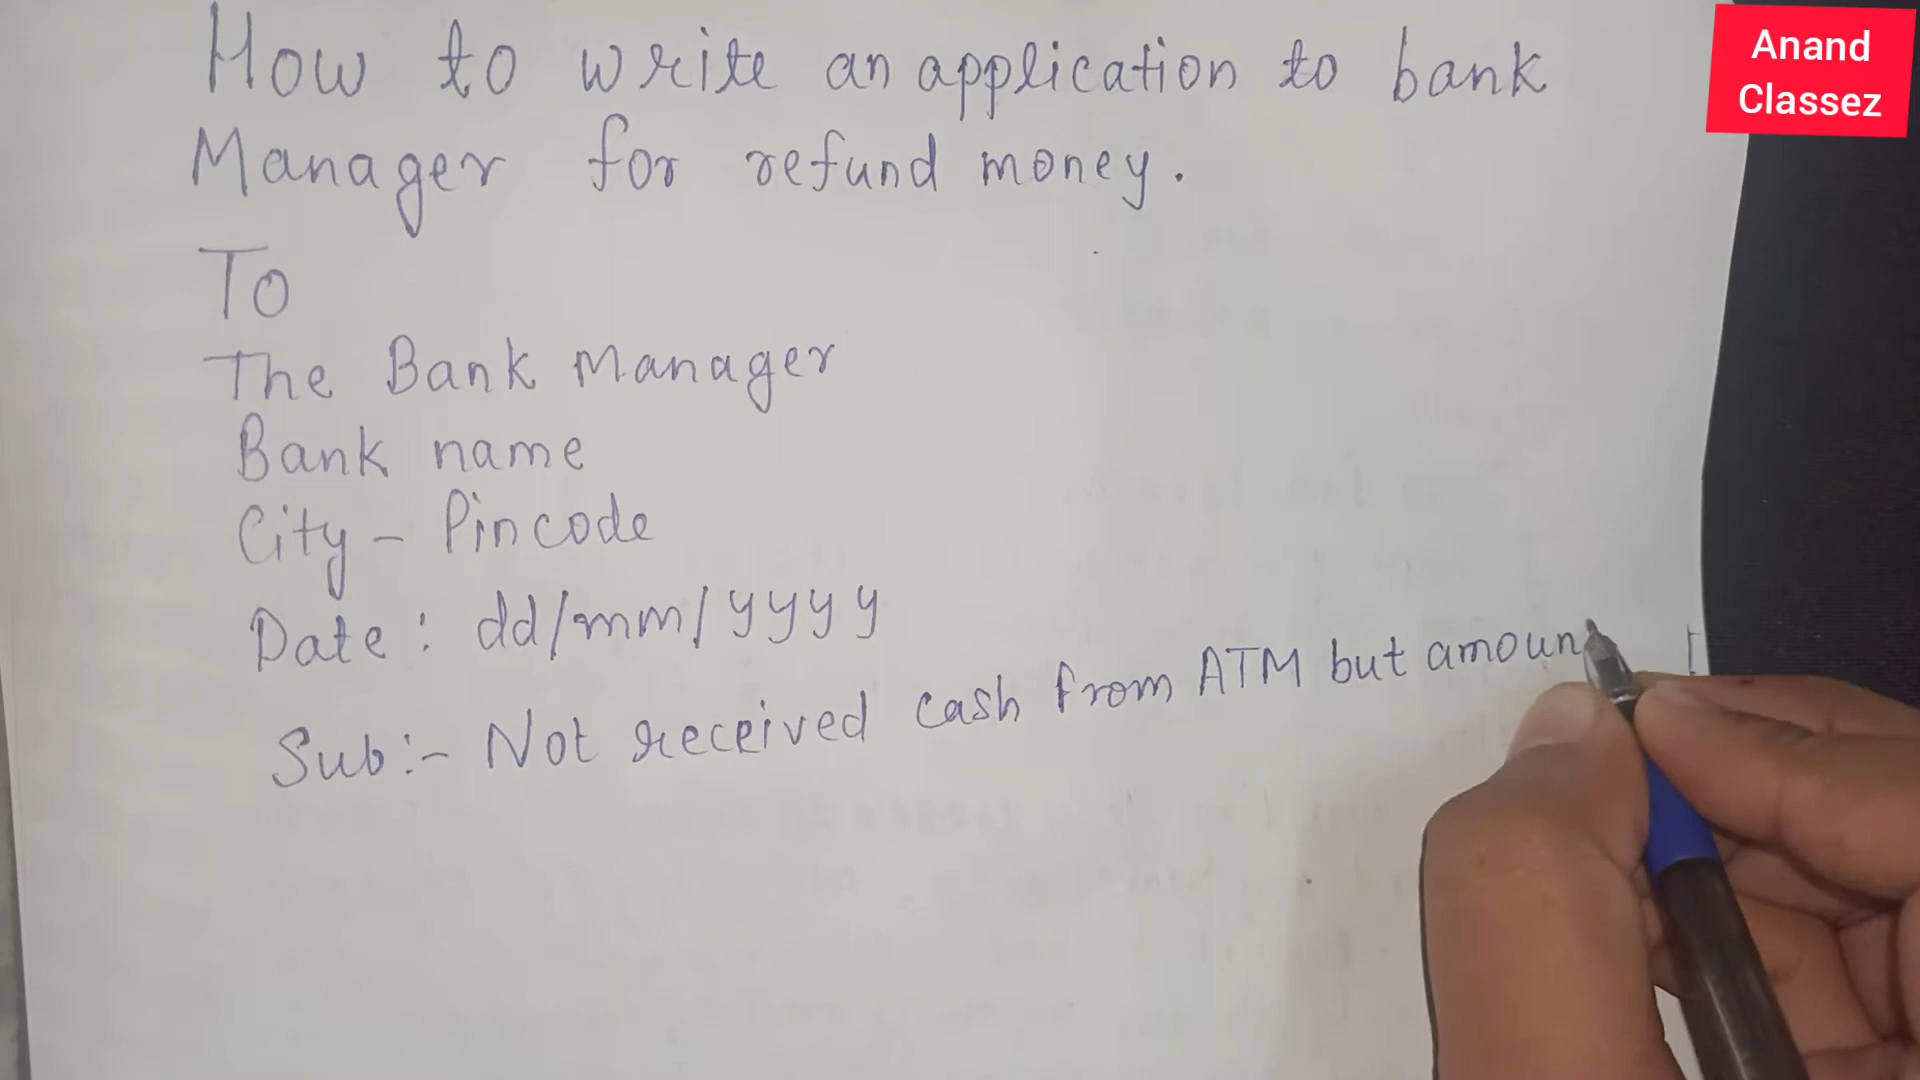 How to write an application to bank
Manager for refund money.
To
The Bank Manager
Bank name
City - Pincode
Date: dd/mm/yyyy
Sub:- Not received cash from ATM but amoun
Anand
Classez